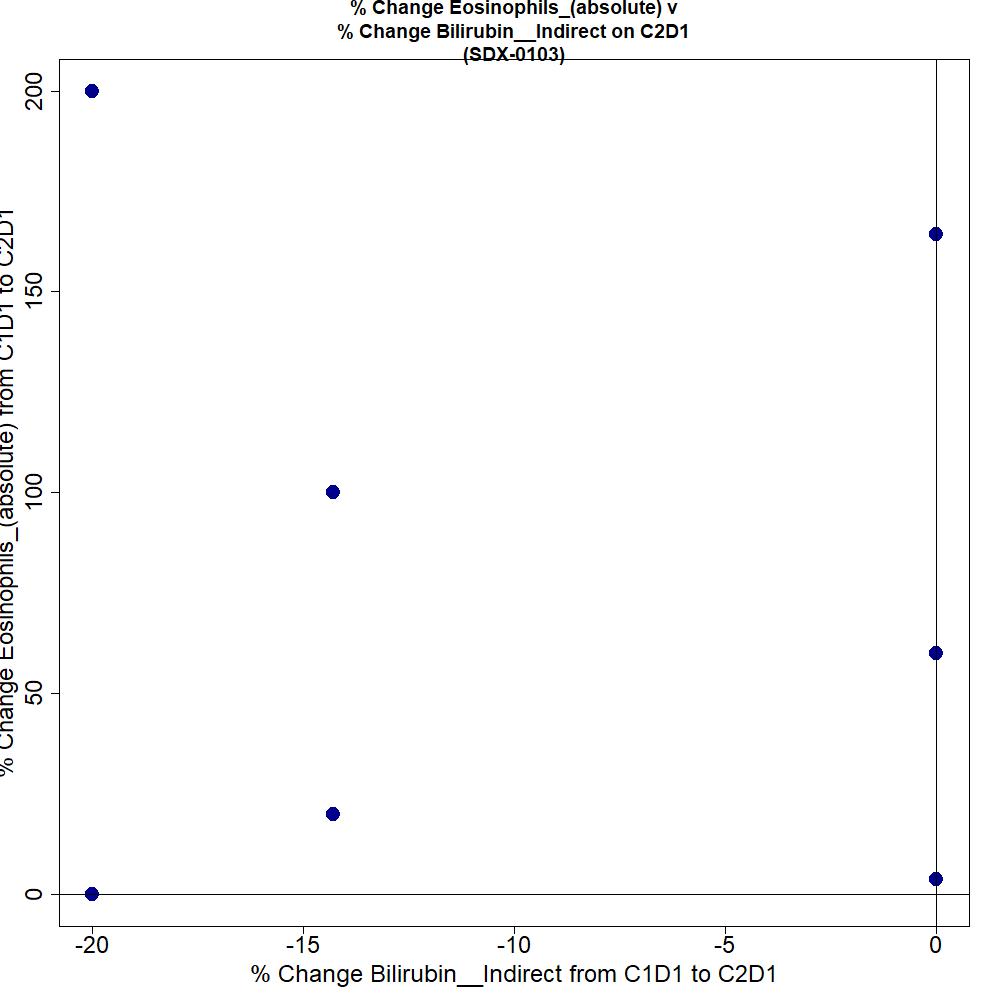 % Change Eosinophils_(absolute) v
% Change Bilirubin__Indirect on C2D1
(SDX-0103)
% Change Eosinophils_(absolute) from C1D1 to C2D1
200
150
100
50
0
-20
-15
-10
-5
0
% Change Bilirubin__Indirect from C1D1 to C2D1